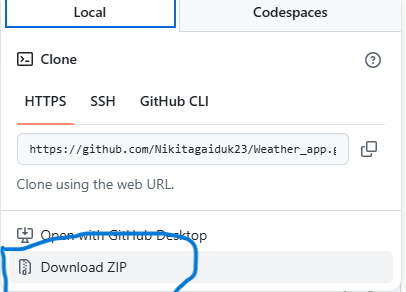 Local
Codespaces
Clone
HTTPS
SSH
GitHub CLI
https://github.com/Nikitagaiduk23/Weather_app.g
Clone using the web URL.
Open with GitHub Desktop
Download ZIP